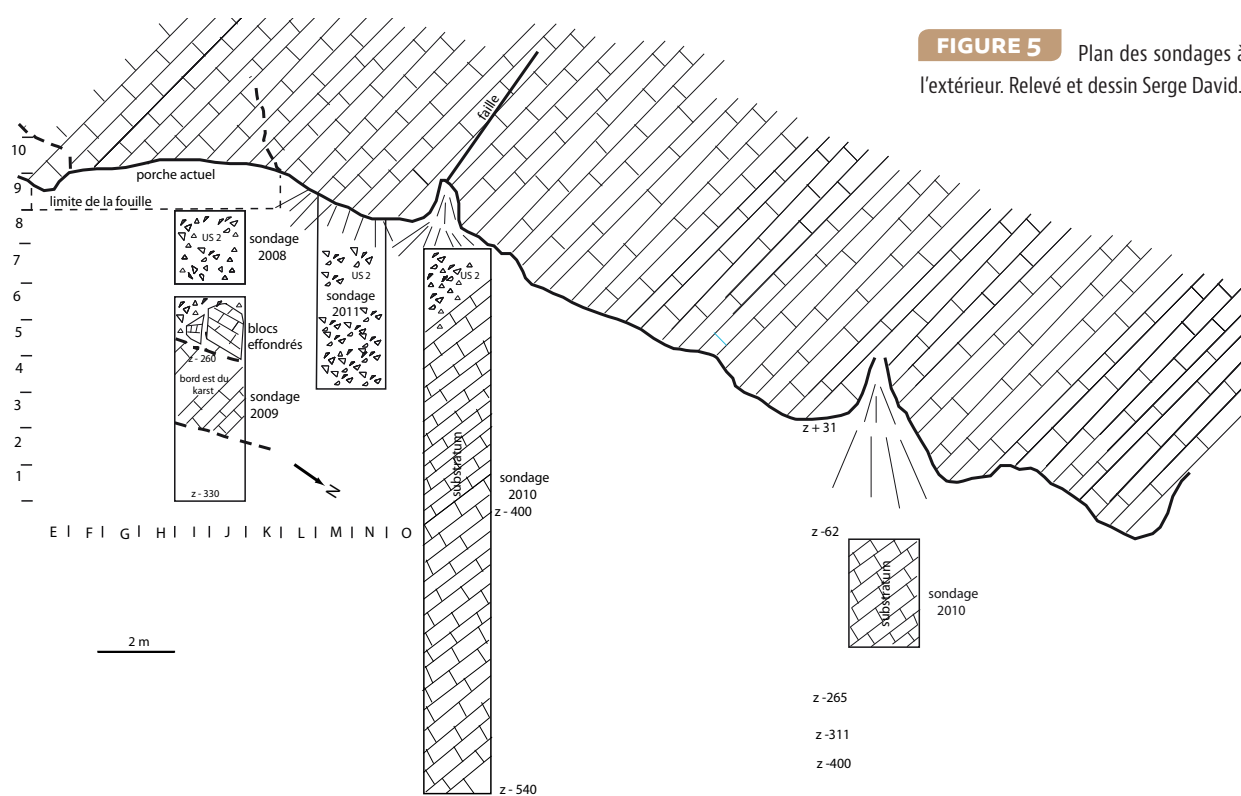 FIGURE 5 Plan des sondages à
l'extérieur. Relevé et dessin Serge David.
faille
10
9
8
7
6
5
4
3
2
1
porche actuel
limite de la fouille
US 2
sondage
2008
US 2
sondage
2011
US 2
blocs
effondrés
z - 260
bord est du
karst
sondage
2009
z - 330
N
E I F I G I H I I I J I K I L I M I N I O
2 m
substratum
sondage
2010
z - 400
z - 540
z + 31
z -62
substratum
sondage
2010
z -265
z -311
z -400